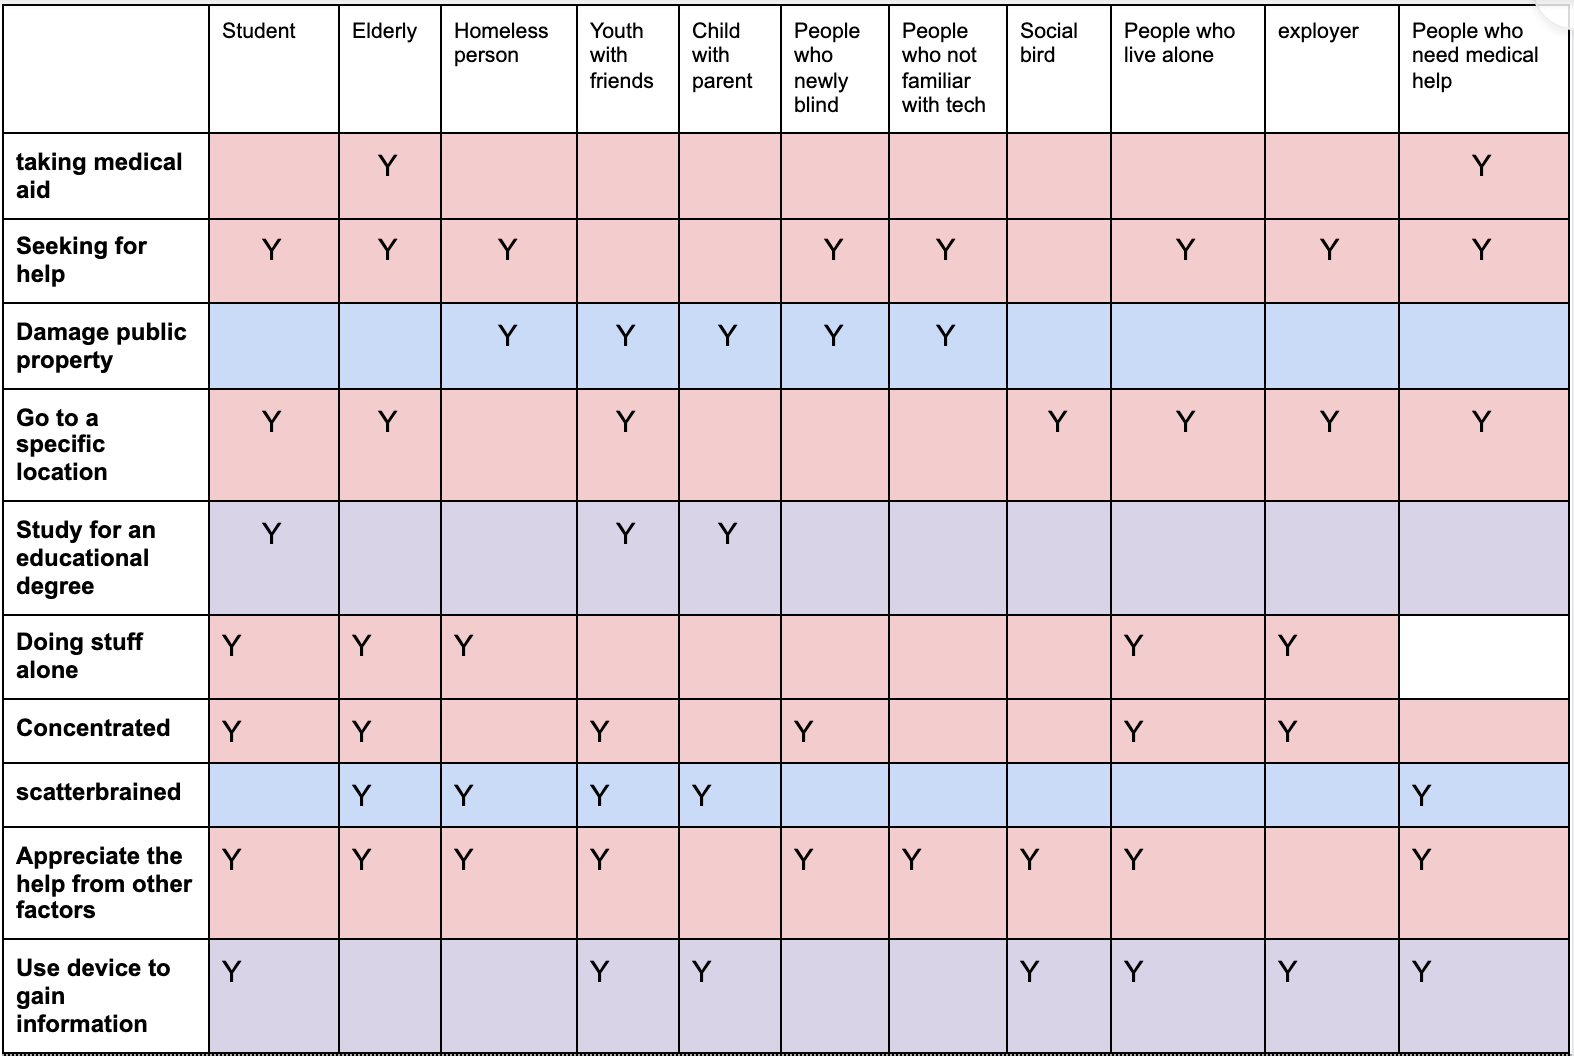 Student Elderly Homeless person Youth with friends Child with parent People who newly blind People who not familiar with tech Social bird People who live alone exployer People who need medical help
taking medical aid Y Y
Seeking for help Y Y Y Y Y Y Y Y
Damage public property Y Y Y Y Y
Go to a specific location Y Y Y Y Y Y Y
Study for an educational degree Y Y Y
Doing stuff alone Y Y Y Y Y
Concentrated Y Y Y Y Y Y
scatterbrained Y Y Y Y Y
Appreciate the help from other factors Y Y Y Y Y Y Y Y Y
Use device to gain information Y Y Y Y Y Y Y